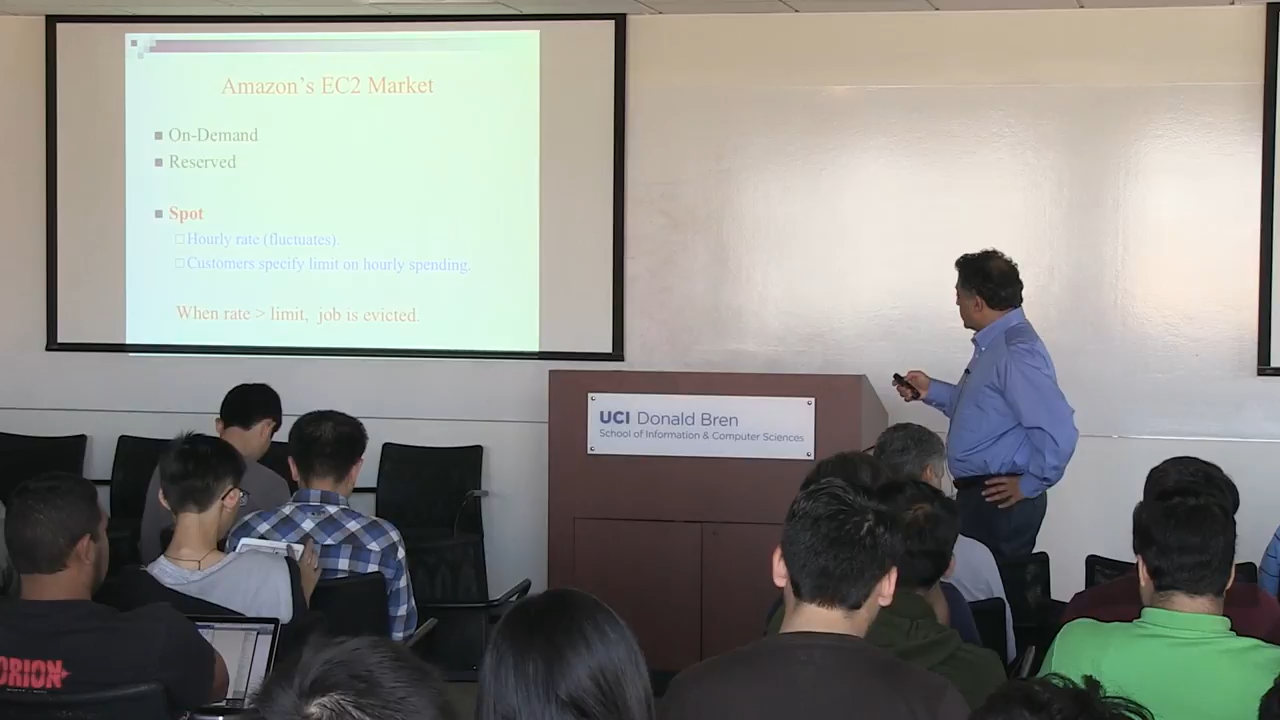 Amazon's EC2 Market
On-Demand
Reserved
Spot
Hourly rate (fluctuates).
Customers specify limit on hourly spending.
When rate > limit, job is evicted.
UCI Donald Bren
School of Information & Computer Sciences
ORION